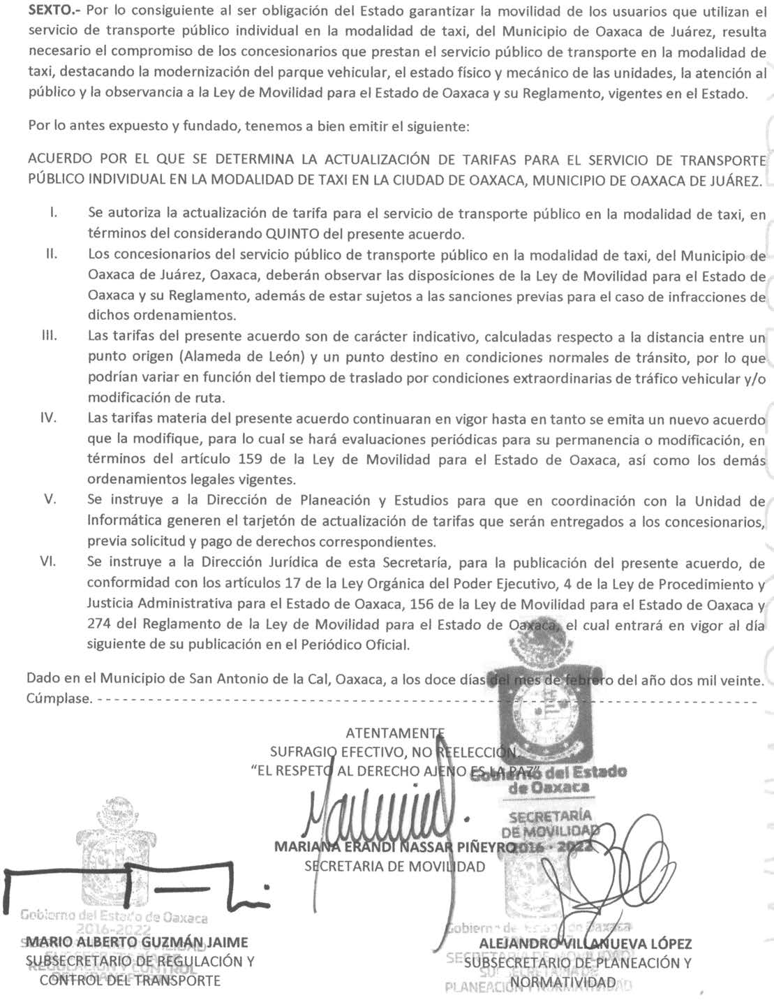 SEXTO.- Por lo consiguiente al ser obligación del Estado garantizar la movilidad de los usuarios que utilizan el
servicio de transporte público individual en la modalidad de taxi, del Municipio de Oaxaca de Juárez, resulta
necesario el compromiso de los concesionarios que prestan el servicio público de transporte en la modalidad de
taxi, destacando la modernización del parque vehicular, el estado físico y mecánico de las unidades, la atención al
público y la observancia a la Ley de Movilidad para el Estado de Oaxaca y su Reglamento, vigentes en el Estado.
Por lo antes expuesto y fundado, tenemos a bien emitir el siguiente:
ACUERDO POR EL QUE SE DETERMINA LA ACTUALIZACIÓN DE TARIFAS PARA EL SERVICIO DE TRANSPORTE
PÚBLICO INDIVIDUAL EN LA MODALIDAD DE TAXI EN LA CIUDAD DE OAXACA, MUNICIPIO DE OAXACA DE JUÁREZ.
I. Se autoriza la actualización de tarifa para el servicio de transporte público en la modalidad de taxi, en
términos del considerando QUINTO del presente acuerdo.
II. Los concesionarios del servicio público de transporte público en la modalidad de taxi, del Municipio de
Oaxaca de Juárez, Oaxaca, deberán observar las disposiciones de la Ley de Movilidad para el Estado de
Oaxaca y su Reglamento, además de estar sujetos a las sanciones previas para el caso de infracciones de
dichos ordenamientos.
III. Las tarifas del presente acuerdo son de carácter indicativo, calculadas respecto a la distancia entre un
punto origen (Alameda de León) y un punto destino en condiciones normales de tránsito, por lo que
podrían variar en función del tiempo de traslado por condiciones extraordinarias de tráfico vehicular y/o
modificación de ruta.
IV. Las tarifas materia del presente acuerdo continuaran en vigor hasta en tanto se emita un nuevo acuerdo
que la modifique, para lo cual se hará evaluaciones periódicas para su permanencia o modificación, en
términos del artículo 159 de la Ley de Movilidad para el Estado de Oaxaca, así como los demás
ordenamientos legales vigentes.
V. Se instruye a la Dirección de Planeación y Estudios para que en coordinación con la Unidad de
Informática generen el tarjetón de actualización de tarifas que serán entregados a los concesionarios,
previa solicitud y pago de derechos correspondientes.
VI. Se instruye a la Dirección Jurídica de esta Secretaría, para la publicación del presente acuerdo, de
conformidad con los artículos 17 de la Ley Orgánica del Poder Ejecutivo, 4 de la Ley de Procedimiento y
Justicia Administrativa para el Estado de Oaxaca, 156 de la Ley de Movilidad para el Estado de Oaxaca y
274 del Reglamento de la Ley de Movilidad para el Estado de Oaxaca, el cual entrará en vigor al día
siguiente de su publicación en el Periódico Oficial.
Dado en el Municipio de San Antonio de la Cal, Oaxaca, a los doce días del mes de febrero del año dos mil veinte.
Cúmplase. - - - - - - - - - - - - - - - - - - - - - - - - - - - - - - - - - - - - - - - -
ATENTAMENTE
SUFRAGIO EFECTIVO, NO REELECCIÓN.
"EL RESPETO AL DERECHO AJENO ES LA PAZ"
Gobierno del Estado
de Oaxaca
SECRETARÍA
DE MOVILIDAD
2016 - 2022
MARIANA ERANDI NASSAR PIÑEYRO
SECRETARIA DE MOVILIDAD
Gobierno del Estado de Oaxaca
2016-2022
MARIO ALBERTO GUZMÁN JAIME
SUBSECRETARIO DE REGULACIÓN Y
CONTROL DEL TRANSPORTE
Gobierno de Estado de Oaxaca
SECRETARÍA DE MOVILIDAD
SUBSECRETARÍA DE
PLANEACIÓN Y NORMATIVIDAD
ALEJANDRO VILLANUEVA LÓPEZ
SUBSECRETARIO DE PLANEACIÓN Y
NORMATIVIDAD